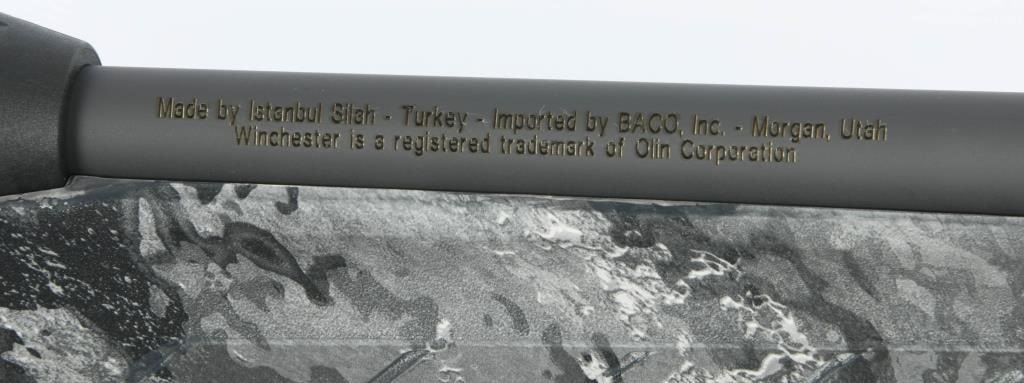 Made by Istanbul Silah - Turkey - Imported by BACO, Inc. - Morgan, Utah
Winchester is a registered trademark of Olin Corporation